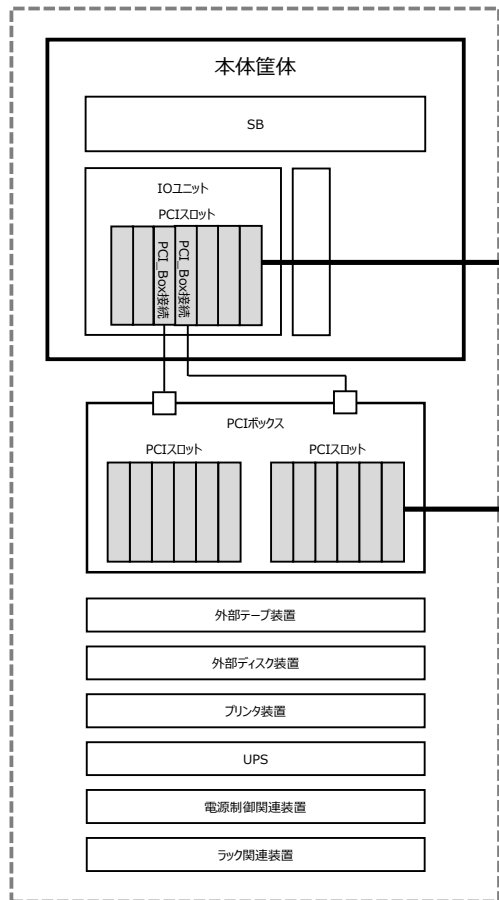 本体筐体
SB
IOユニット
PCIスロット
PCI_Box接続
PCI_Box接続
PCIボックス
PCIスロット
PCIスロット
外部テープ装置
外部ディスク装置
プリンタ装置
UPS
電源制御関連装置
ラック関連装置